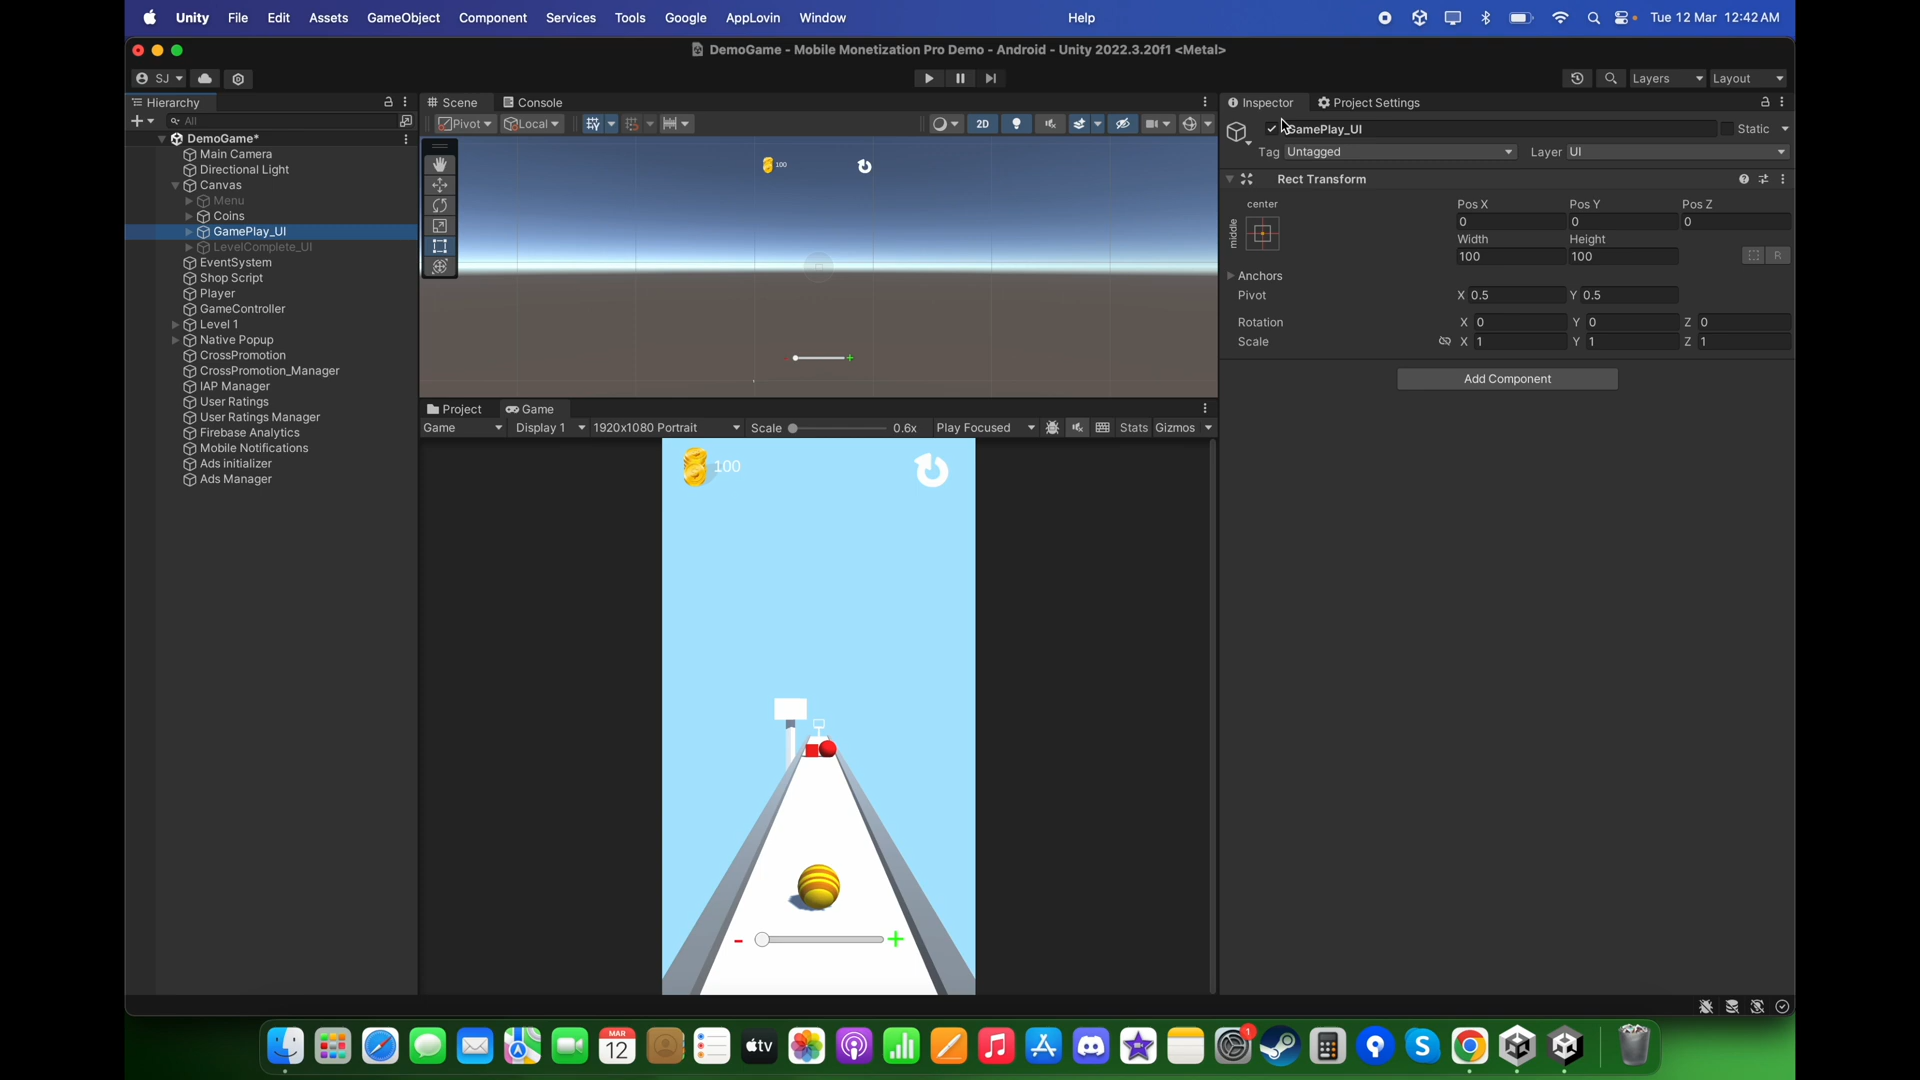 Unity File Edit Assets GameObject Component Services Tools Google AppLovin Window Help Tue 12 Mar 12:42 AM
DemoGame - Mobile Monetization Pro Demo - Android - Unity 2022.3.20f1 <Metal>
SJ Layers Layout
Hierarchy Scene Console Inspector Project Settings
All Pivot Local 2D
DemoGame* GamePlay_UI Static
Main Camera Tag Untagged Layer UI
Directional Light
Canvas Rect Transform
Menu center Pos X Pos Y Pos Z
Coins 0 0 0
GamePlay_UI middle Width Height
LevelComplete_UI 100 100 R
EventSystem
Shop Script Anchors
Player Pivot X 0.5 Y 0.5
GameController
Level 1 Rotation X 0 Y 0 Z 0
Native Popup Scale X 1 Y 1 Z 1
CrossPromotion
CrossPromotion_Manager Add Component
IAP Manager
User Ratings
User Ratings Manager
Firebase Analytics
Mobile Notifications
Ads initializer
Ads Manager
100
Project Game
Game Display 1 1920x1080 Portrait Scale 0.6x Play Focused Stats Gizmos
100
- +
MAR
12
tv
1